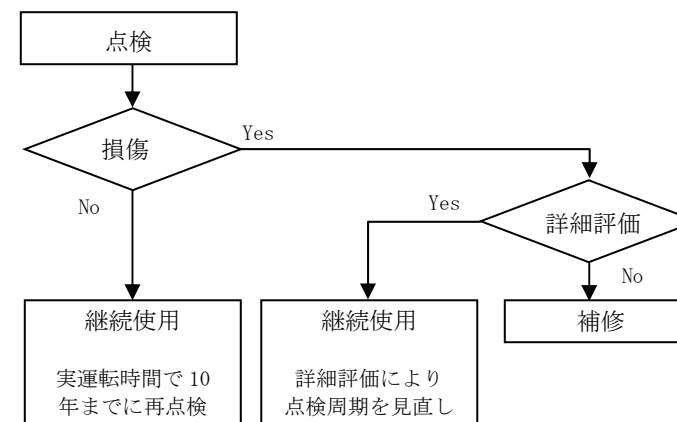 点検
損傷
Yes
No
詳細評価
Yes
No
継続使用
実運転時間で 10
年までに再点検
継続使用
詳細評価により
点検周期を見直し
補修